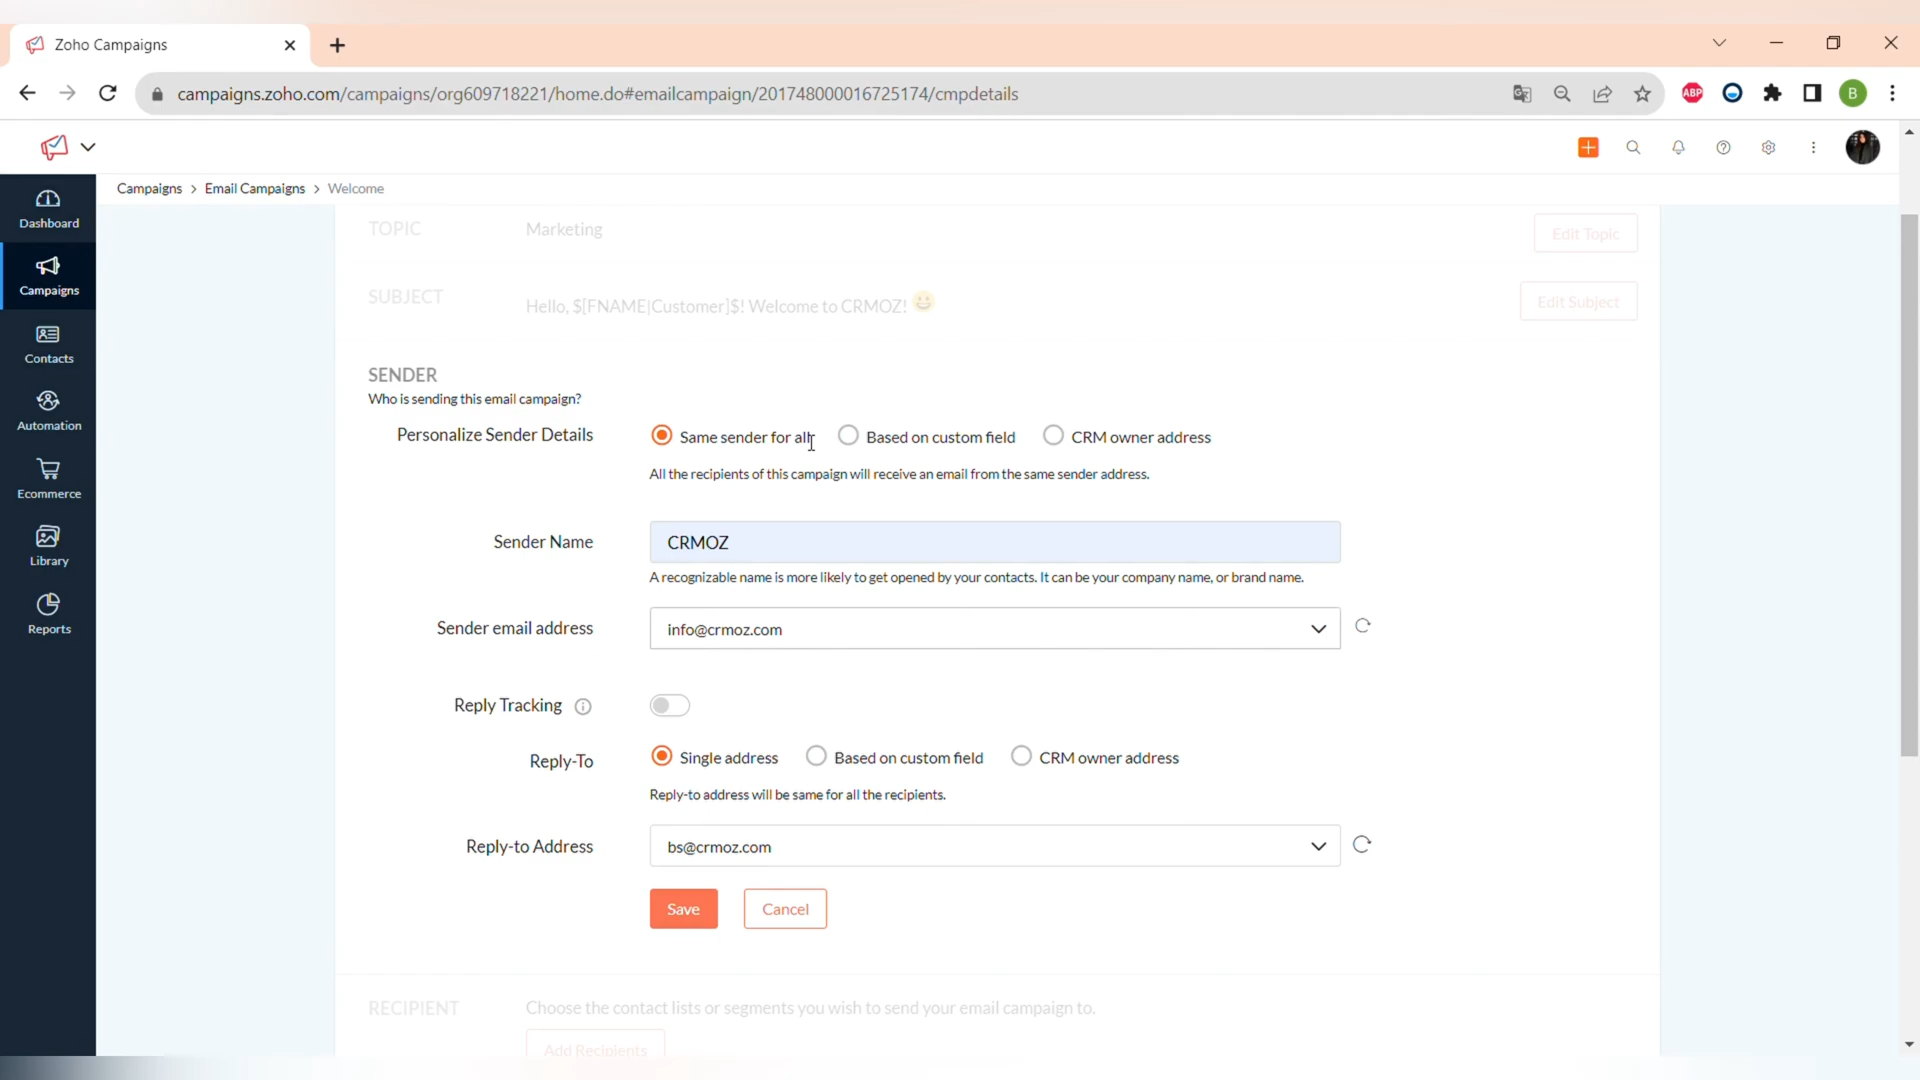 Zoho Campaigns
campaigns.zoho.com/campaigns/org609718221/home.do#emailcampaign/201748000016725174/cmpdetails
ABP
B
Campaigns > Email Campaigns > Welcome
Dashboard
Campaigns
Contacts
Automation
Ecommerce
Library
Reports
TOPIC Marketing Edit Topic
SUBJECT Hello, $[FNAME|Customer]$! Welcome to CRMOZ! 😀 Edit Subject
SENDER
Who is sending this email campaign?
Personalize Sender Details Same sender for all Based on custom field CRM owner address
All the recipients of this campaign will receive an email from the same sender address.
Sender Name CRMOZ
A recognizable name is more likely to get opened by your contacts. It can be your company name, or brand name.
Sender email address info@crmoz.com
Reply Tracking
Reply-To Single address Based on custom field CRM owner address
Reply-to address will be same for all the recipients.
Reply-to Address bs@crmoz.com
Save Cancel
RECIPIENT Choose the contact lists or segments you wish to send your email campaign to.
Add Recipients